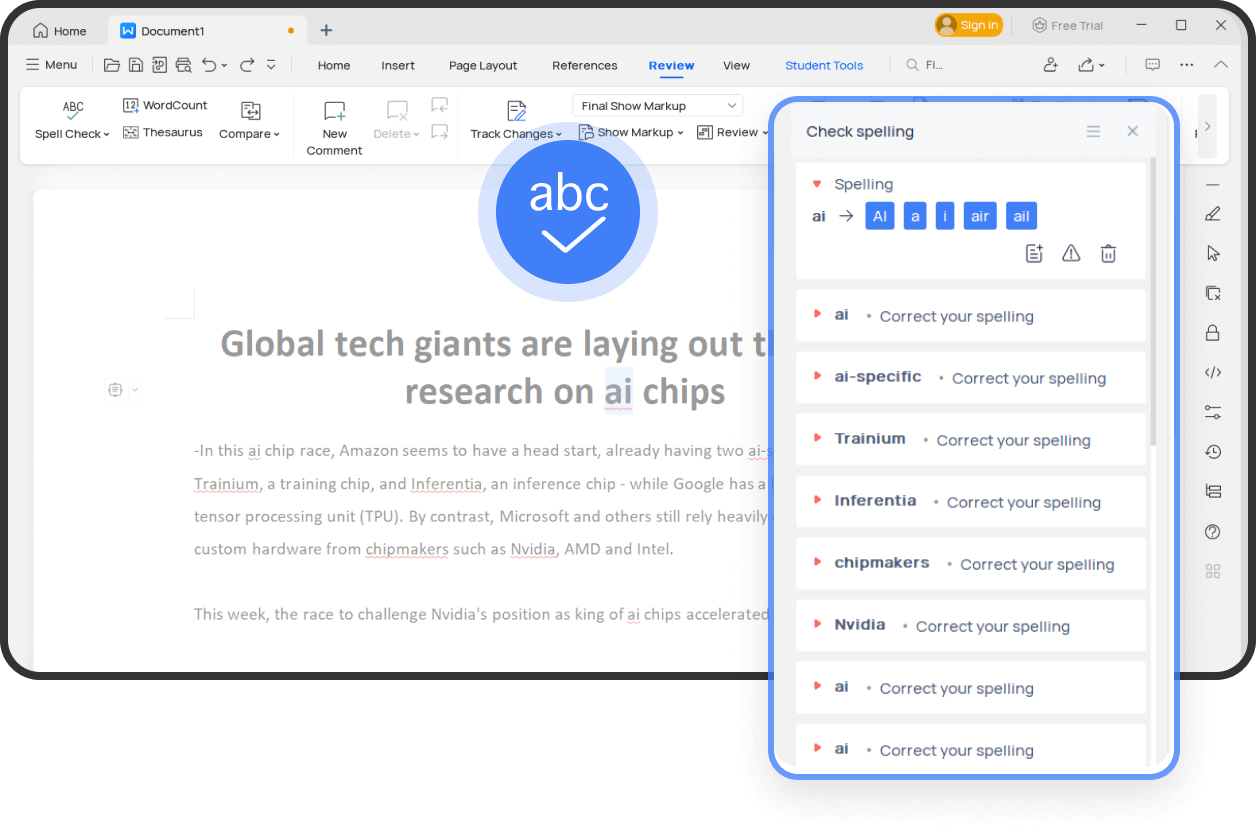 Home
Document1
Sign in
Free Trial
Menu
Home
Insert
Page Layout
References
Review
View
Student Tools
Fi...
ABC
Spell Check
12 WordCount
Thesaurus
Compare
New
Comment
Delete
Track Changes
Final Show Markup
Show Markup
Review
abc
Global tech giants are laying out
research on ai chips
-In this ai chip race, Amazon seems to have a head start, already having two ai-s
Trainium, a training chip, and Inferentia, an inference chip - while Google has a
tensor processing unit (TPU). By contrast, Microsoft and others still rely heavily
custom hardware from chipmakers such as Nvidia, AMD and Intel.
This week, the race to challenge Nvidia's position as king of ai chips accelerated
Check spelling
Spelling
ai → AI a i air ail
ai • Correct your spelling
ai-specific • Correct your spelling
Trainium • Correct your spelling
Inferentia • Correct your spelling
chipmakers • Correct your spelling
Nvidia • Correct your spelling
ai • Correct your spelling
ai • Correct your spelling